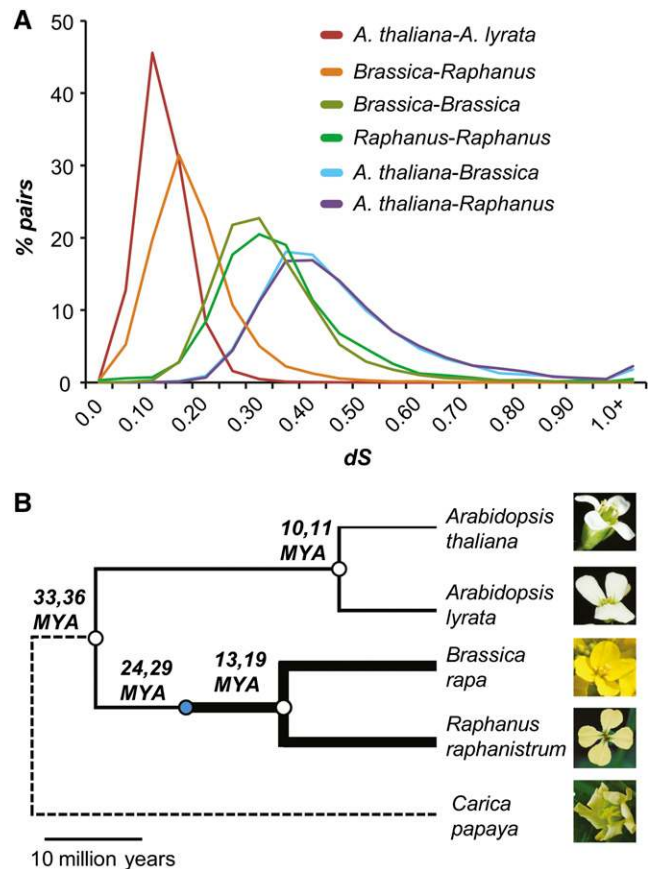 A
50
40
30
20
10
0
% pairs
A. thaliana-A. lyrata
Brassica-Raphanus
Brassica-Brassica
Raphanus-Raphanus
A. thaliana-Brassica
A. thaliana-Raphanus
0.0
0.10
0.20
0.30
0.40
0.50
0.60
0.70
0.80
0.90
1.0+
dS
B
10,11
MYA
33,36
MYA
24,29
MYA
13,19
MYA
Arabidopsis
thaliana
Arabidopsis
lyrata
Brassica
rapa
Raphanus
raphanistrum
Carica
papaya
10 million years